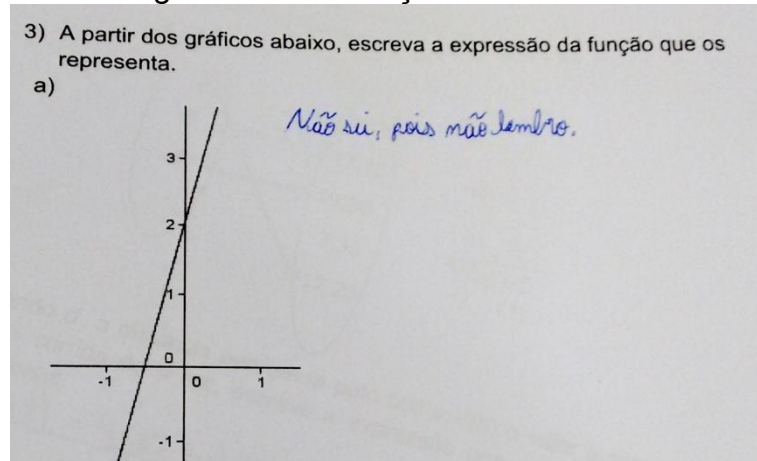 3) A partir dos gráficos abaixo, escreva a expressão da função que os
representa.
a)
Não sei, pois não lembro.
3
2
1
0
-1
0
1
-1